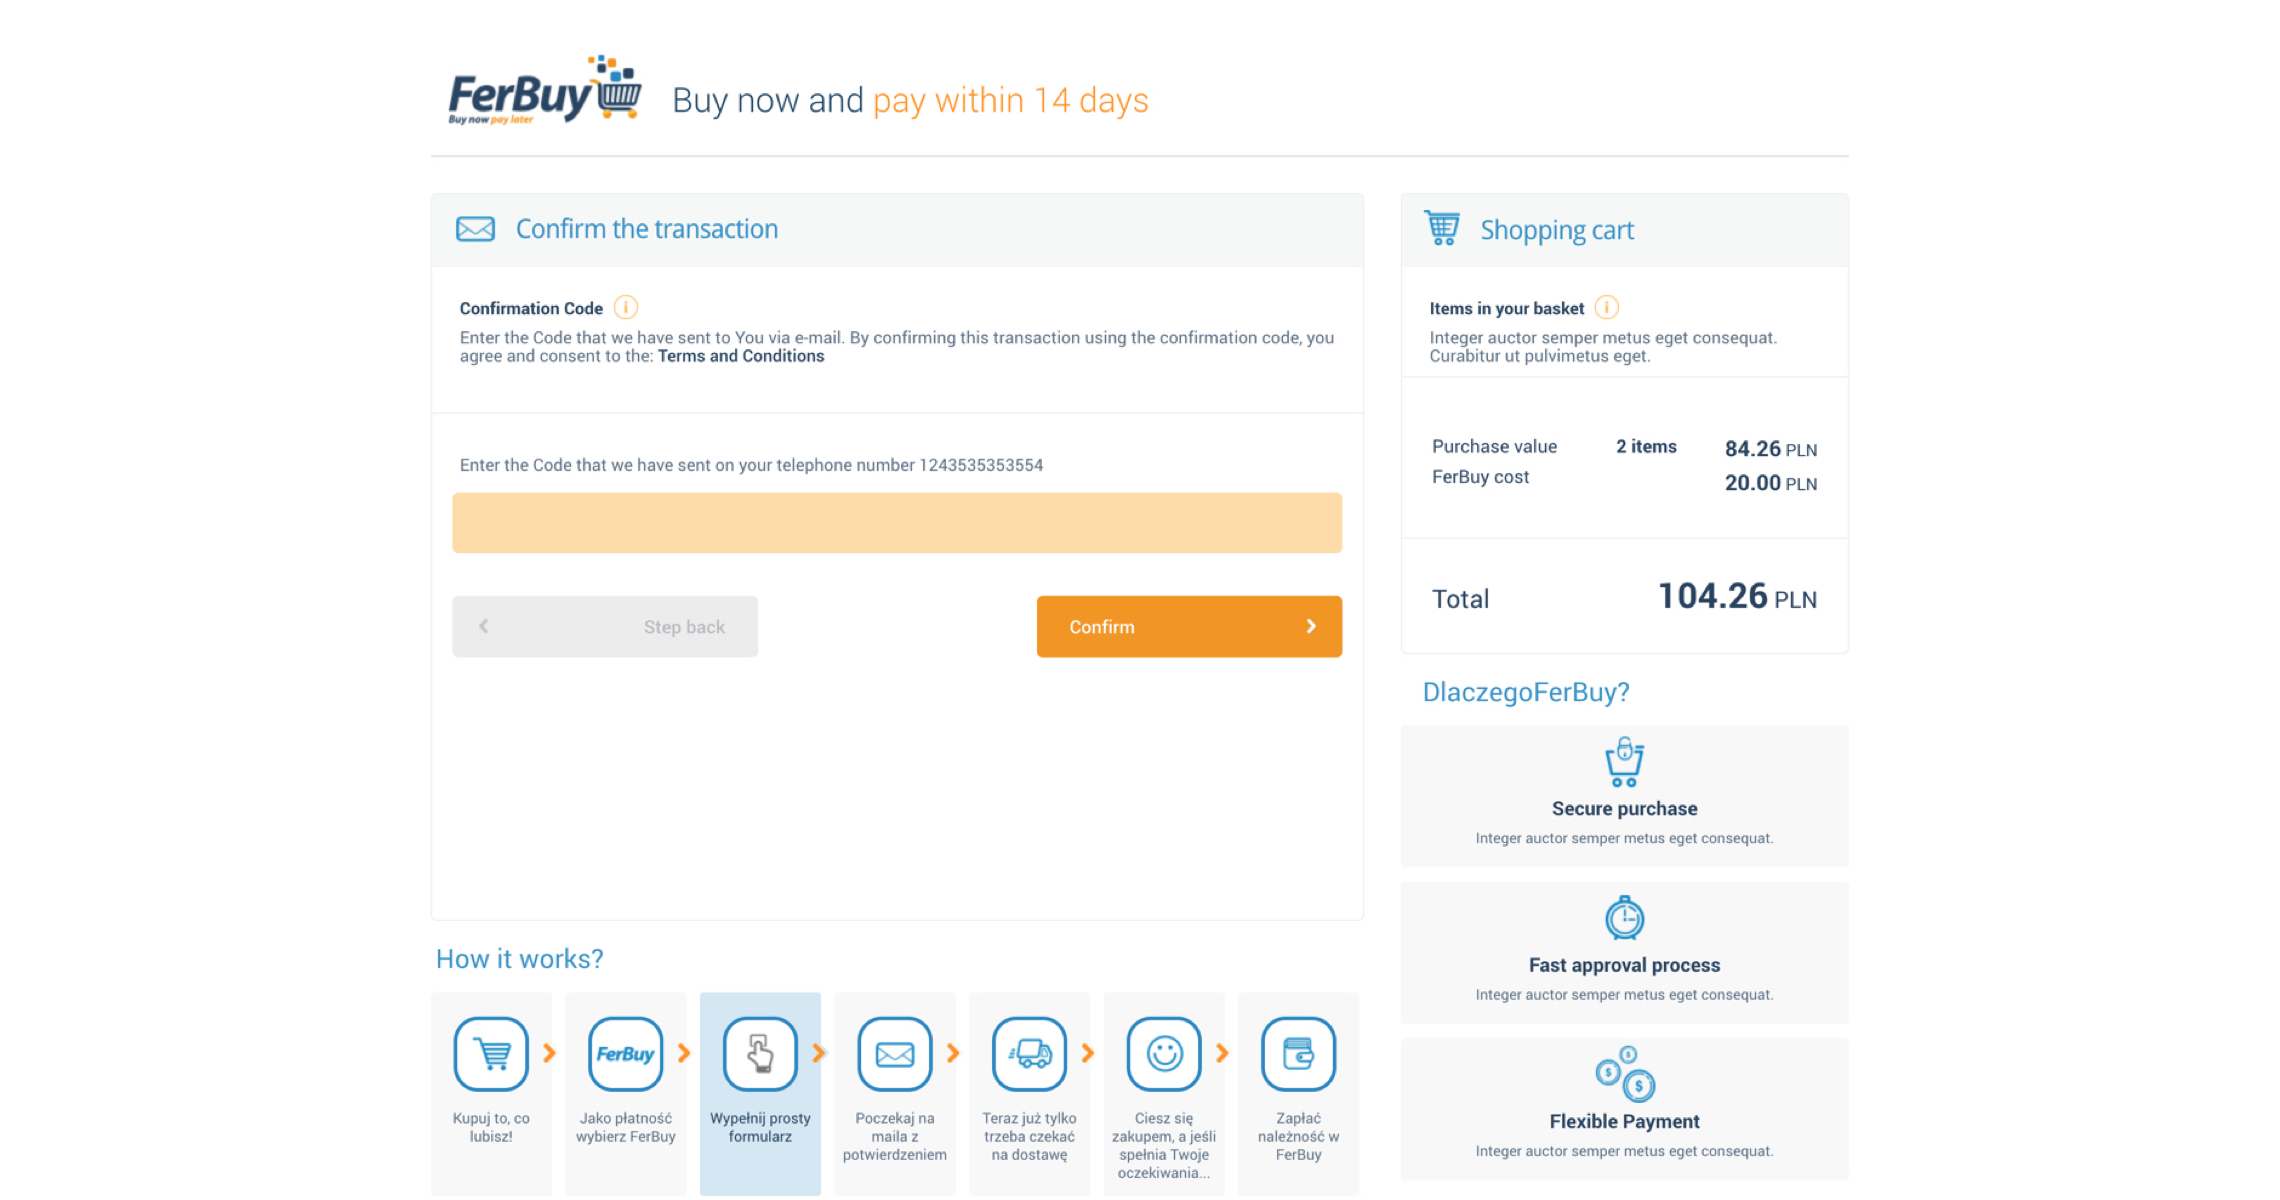 FerBuy
Buy now pay later
Buy now and pay within 14 days
Confirm the transaction
Confirmation Code
Enter the Code that we have sent to You via e-mail. By confirming this transaction using the confirmation code, you
agree and consent to the: Terms and Conditions
Enter the Code that we have sent on your telephone number 1243535353554
Step back
Confirm
Shopping cart
Items in your basket
Integer auctor semper metus eget consequat.
Curabitur ut pulvimetus eget.
Purchase value 2 items 84.26 PLN
FerBuy cost 20.00 PLN
Total 104.26 PLN
DlaczegoFerBuy?
Secure purchase
Integer auctor semper metus eget consequat.
Fast approval process
Integer auctor semper metus eget consequat.
Flexible Payment
Integer auctor semper metus eget consequat.
How it works?
Kupuj to, co
lubisz!
FerBuy
Jako płatność
wybierz FerBuy
Wypełnij prosty
formularz
Poczekaj na
maila z
potwierdzeniem
Teraz już tylko
trzeba czekać
na dostawę
Ciesz się
zakupem, a jeśli
spełnia Twoje
oczekiwania...
Zapłać
należność w
FerBuy